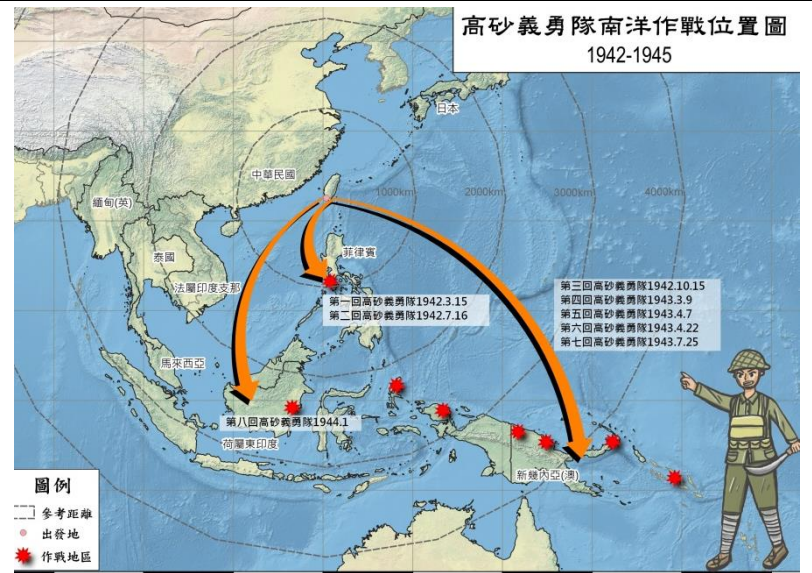 高砂義勇隊南洋作戰位置圖
1942-1945
日本
中華民國
1000km
2000km
3000km
4000km
緬甸(英)
泰國
菲律賓
法屬印度支那
第一回高砂義勇隊1942.3.15
第二回高砂義勇隊1942.7.16
第三回高砂義勇隊1942.10.15
第四回高砂義勇隊1943.3.9
第五回高砂義勇隊1943.4.7
第六回高砂義勇隊1943.4.22
第七回高砂義勇隊1943.7.25
馬來西亞
第八回高砂義勇隊1944.1
荷屬東印度
新幾內亞(澳)
圖例
參考距離
出發地
作戰地區